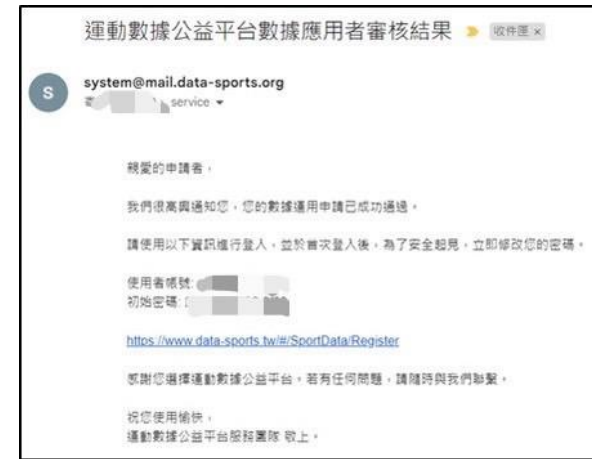 運動數據公益平台數據應用者審核結果 收件匣 ×
S
system@mail.data-sports.org
service
親愛的申請者，
我們很高興通知您，您的數據運用申請已成功通過。
請使用以下資訊進行登入，並於首次登入後，為了安全起見，立即修改您的密碼。
使用者帳號:
初始密碼:
https://www.data-sports.tw/#/SportData/Register
感謝您選擇運動數據公益平台，若有任何問題，請隨時與我們聯繫。
祝您使用愉快，
運動數據公益平台服務團隊 敬上。